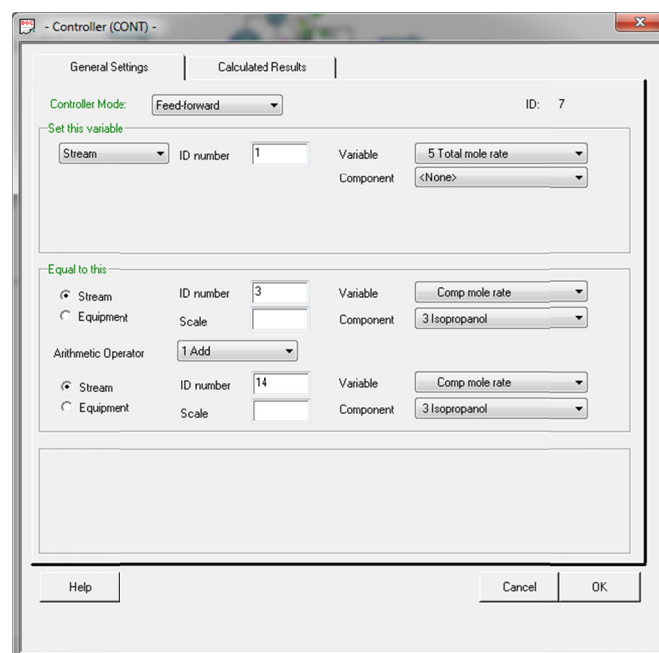 - Controller (CONT) -
General Settings Calculated Results
Controller Mode: Feed-forward ID: 7
Set this variable
Stream ID number 1 Variable 5 Total mole rate
Component <None>
Equal to this
Stream ID number 3 Variable Comp mole rate
Equipment Scale Component 3 Isopropanol
Arithmetic Operator 1 Add
Stream ID number 14 Variable Comp mole rate
Equipment Scale Component 3 Isopropanol
Help Cancel OK